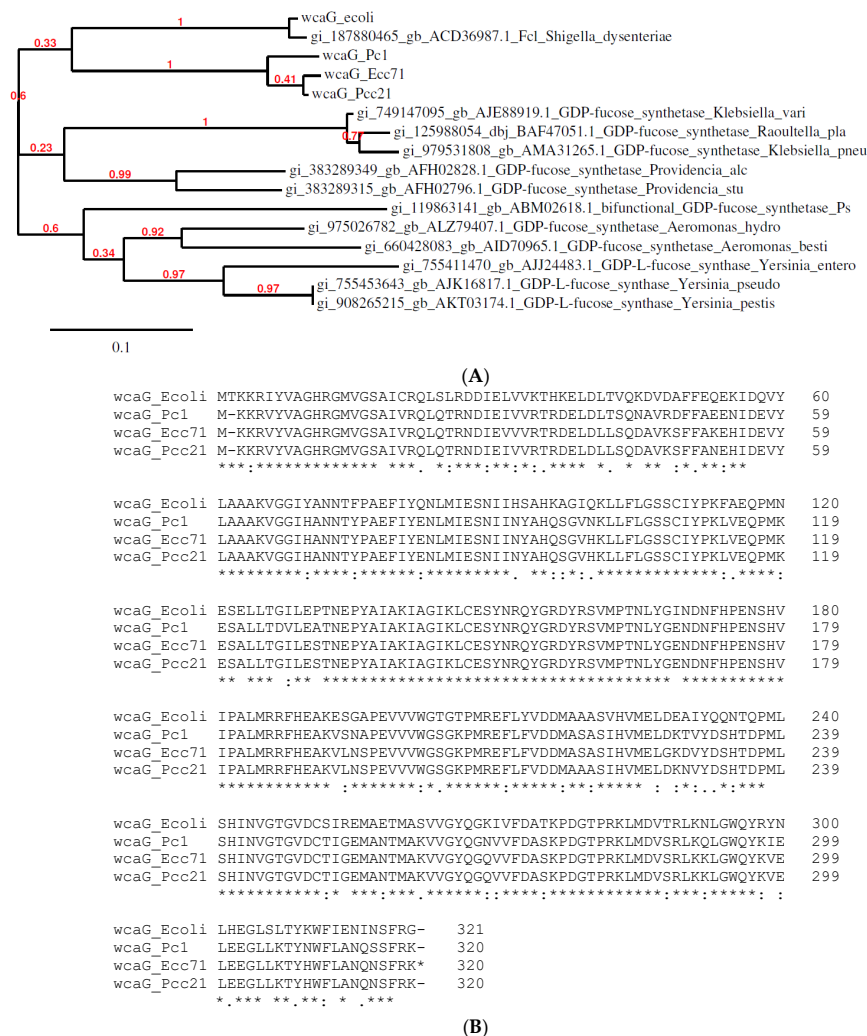 wcaG_ecoli
1
gi_187880465_gb_ACD36987.1_Fcl_Shigella_dysenteriae
0.33
wcaG_Pc1
1
wcaG_Ecc71
0.41
wcaG_Pcc21
0.6
gi_749147095_gb_AJE88919.1_GDP-fucose_synthetase_Klebsiella_vari
1
gi_125988054_dbj_BAF47051.1_GDP-fucose_synthetase_Raoultella_pla
0.77
gi_979531808_gb_AMA31265.1_GDP-fucose_synthetase_Klebsiella_pneu
0.23
gi_383289349_gb_AFH02828.1_GDP-fucose_synthetase_Providencia_alc
0.99
gi_383289315_gb_AFH02796.1_GDP-fucose_synthetase_Providencia_stu
gi_119863141_gb_ABM02618.1_bifunctional_GDP-fucose_synthetase_Ps
0.6
gi_975026782_gb_ALZ79407.1_GDP-fucose_synthetase_Aeromonas_hydro
0.92
gi_660428083_gb_AID70965.1_GDP-fucose_synthetase_Aeromonas_besti
0.34
gi_755411470_gb_AJJ24483.1_GDP-L-fucose_synthase_Yersinia_entero
0.97
gi_755453643_gb_AJK16817.1_GDP-L-fucose_synthase_Yersinia_pseudo
0.97
gi_908265215_gb_AKT03174.1_GDP-L-fucose_synthase_Yersinia_pestis
0.1
(A)
wcaG_Ecoli MTKKRIYVAGHRGMVGSAICRQLSLRDDIELVVKTHKELDLTVQKDVDAFFEQEKIDQVY 60
wcaG_Pc1 M-KKRVYVAGHRGMVGSAIVRQLQTRNDIEIVVRTRDELDLTSQNAVRDFFAEENIDEVY 59
wcaG_Ecc71 M-KKRVYVAGHRGMVGSAIVRQLQTRNDIEVVVRTRDELDLLSQDAVKSFFAKEHIDEVY 59
wcaG_Pcc21 M-KKRVYVAGHRGMVGSAIVRQLQTRNDIEVVVRTRDELDLLSQDAVKSFFANEHIDEVY 59
***:*************** ***. *:***:**:*:.**** *. * ** :.*:**:**
wcaG_Ecoli LAAAKVGGIYANNTFPAEFIYQNLMIESNIIHSAHKAGIQKLLFLGSSCIYPKFAEQPMN 120
wcaG_Pc1 LAAAKVGGIHANNTYPAEFIYENLMIESNIINYAHQSGVNKLLFLGSSCIYPKLVEQPMK 119
wcaG_Ecc71 LAAAKVGGIHANNTYPAEFIYENLMIESNIINYAHQSGVHKLLFLGSSCIYPKLVEQPMK 119
wcaG_Pcc21 LAAAKVGGIHANNTYPAEFIYENLMIESNIINYAHQSGVHKLLFLGSSCIYPKLVEQPMK 119
*********:****:******:*********. **::*::*************:.****:
wcaG_Ecoli ESELLTGILEPTNEPYAIAKIAGIKLCESYNRQYGRDYRSVMPTNLYGINDNFHPENSHV 180
wcaG_Pc1 ESALLTDVLEATNEPYAIAKIAGIKLCESYNRQYGRDYRSVMPTNLYGENDNFHPENSHV 179
wcaG_Ecc71 ESALLTGILESTNEPYAIAKIAGIKLCESYNRQYGRDYRSVMPTNLYGENDNFHPENSHV 179
wcaG_Pcc21 ESALLTGILESTNEPYAIAKIAGIKLCESYNRQYGRDYRSVMPTNLYGENDNFHPENSHV 179
** *** :** ************************************* ***********
wcaG_Ecoli IPALMRRFHEAKESGAPEVVVWGTGTPMREFLYVDDMAAASVHVMELDEAIYQQNTQPML 240
wcaG_Pc1 IPALMRRFHEAKVSNAPEVVVWGSGKPMREFLFVDDMASASIHVMELDKTVYDSHTDPML 239
wcaG_Ecc71 IPALMRRFHEAKVLNSPEVVVWGSGKPMREFLFVDDMASASIHVMELGKDVYDSHTDPML 239
wcaG_Pcc21 IPALMRRFHEAKVLNSPEVVVWGSGKPMREFLFVDDMAAASIHVMELDKNVYDSHTDPML 239
************ :*******:*.******:*****:**:***** : :*:..*:****
wcaG_Ecoli SHINVGTGVDCSIREMAETMASVVGYQGKIVFDATKPDGTPRKLMDVTRLKNLGWQYRYN 300
wcaG_Pc1 SHINVGTGVDCTIGEMANTMAKVVGYQGNVVFDASKPDGTPRKLMDVSRLKQLGWQYKIE 299
wcaG_Ecc71 SHINVGTGVDCTIGEMANTMAKVVGYQGQVVFDASKPDGTPRKLMDVSRLKKLGWQYKVE 299
wcaG_Pcc21 SHINVGTGVDCTIGEMANTMAKVVGYQGQVVFDASKPDGTPRKLMDVSRLKKLGWQYKVE 299
***********:* ***:***.******::****:************:***:*****: :
wcaG_Ecoli LHEGLSLTYKWFIENINSFRG- 321
wcaG_Pc1 LEEGLLKTYNWFLANQSSFRK- 320
wcaG_Ecc71 LEEGLLKTYHWFLANQNSFRK* 320
wcaG_Pcc21 LEEGLLKTYHWFLANQNSFRK- 320
*.*** **.**: * .***
(B)